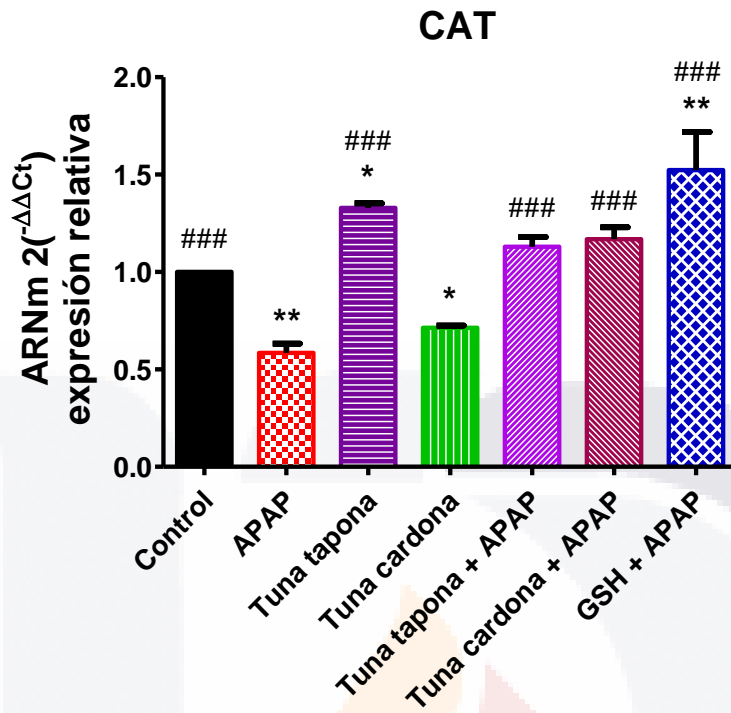 CAT
ARNm 2(-ΔΔCt)
expresión relativa
2.0
1.5
1.0
0.5
0.0
###
**
###
*
*
###
###
###
**
Control
APAP
Tuna tapona
Tuna cardona
Tuna tapona + APAP
Tuna cardona + APAP
GSH + APAP